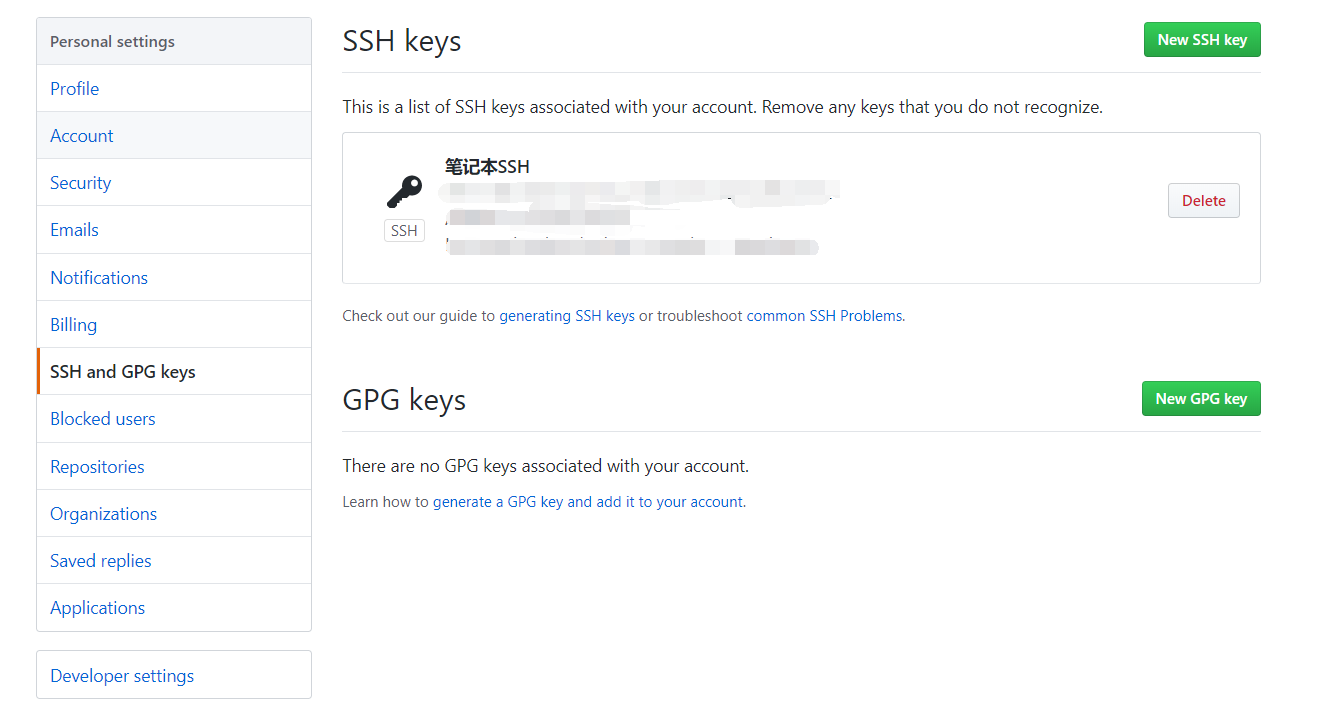 Personal settings
Profile
Account
Security
Emails
Notifications
Billing
SSH and GPG keys
Blocked users
Repositories
Organizations
Saved replies
Applications
Developer settings
SSH keys
New SSH key
This is a list of SSH keys associated with your account. Remove any keys that you do not recognize.
笔记本SSH
SSH
Delete
Check out our guide to generating SSH keys or troubleshoot common SSH Problems.
GPG keys
New GPG key
There are no GPG keys associated with your account.
Learn how to generate a GPG key and add it to your account.